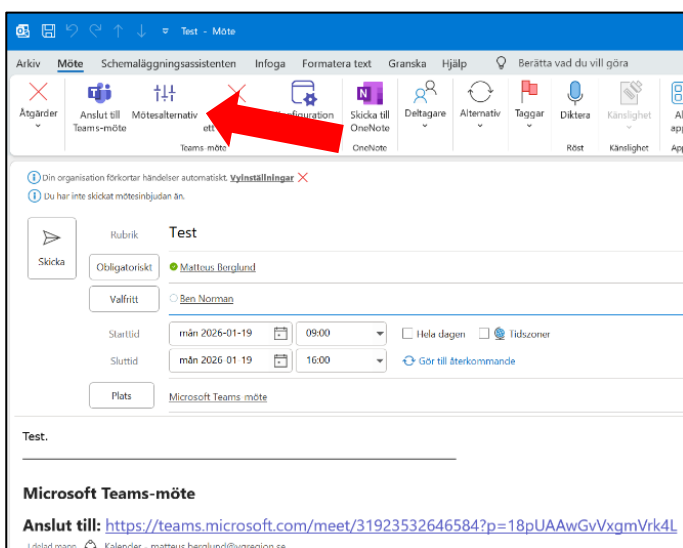 Test - Möte
Arkiv Möte Schemaläggningsassistenten Infoga Formatera text Granska Hjälp Berätta vad du vill göra
Åtgärder Anslut till Teams-möte Mötesalternativ ett Skicka till OneNote Deltagare Alternativ Taggar Diktera Känslighet
Teams-möte OneNote Röst Känslighet
Din organisation förkortar händelser automatiskt. Vyinställningar
Du har inte skickat mötesinbjudan än.
Skicka
Rubrik Test
Obligatoriskt Matteus Berglund
Valfritt Ben Norman
Starttid mån 2026-01-19 09:00 Hela dagen Tidszoner
Sluttid mån 2026-01-19 16:00 Gör till återkommande
Plats Microsoft Teams-möte
Test.
Microsoft Teams-möte
Anslut till: https://teams.microsoft.com/meet/31923532646584?p=18pUAAwGvVxgmVrk4L
Kalender - matteus.berglund@vgregion.se